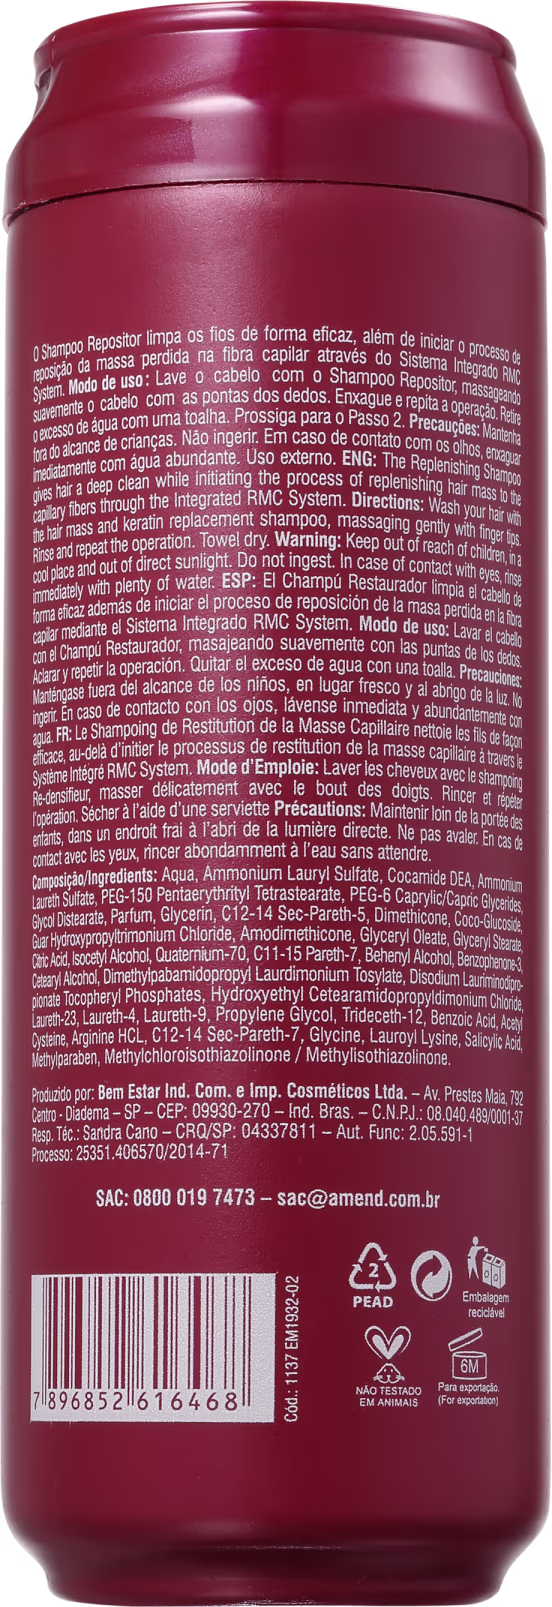 O Shampoo Repositor limpa os fios de forma eficaz, além de iniciar o processo de
reposição da massa perdida na fibra capilar através do Sistema Integrado RMC
System. Modo de uso: Lave o cabelo com o Shampoo Repositor, massageando
suavemente o cabelo com as pontas dos dedos. Enxague e repita a operação. Retire
o excesso de água com uma toalha. Prossiga para o Passo 2. Precauções: Mantenha
fora do alcance de crianças. Não ingerir. Em caso de contato com os olhos, enxaguar
imediatamente com água abundante. Uso externo. ENG: The Replenishing Shampoo
gives hair a deep clean while initiating the process of replenishing hair mass to the
capillary fibers through the Integrated RMC System. Directions: Wash your hair with
the hair mass and keratin replacement shampoo, massaging gently with finger tips.
Rinse and repeat the operation. Towel dry. Warning: Keep out of reach of children, in a
cool place and out of direct sunlight. Do not ingest. In case of contact with eyes, rinse
immediately with plenty of water. ESP: El Champú Restaurador limpia el cabello de
forma eficaz además de iniciar el proceso de reposición de la masa perdida en la fibra
capilar mediante el Sistema Integrado RMC System. Modo de uso: Lavar el cabello
con el Champú Restaurador, masajeando suavemente con las puntas de los dedos.
Aclarar y repetir la operación. Quitar el exceso de agua con una toalla. Precauciones:
Manténgase fuera del alcance de los niños, en lugar fresco y al abrigo de la luz. No
ingerir. En caso de contacto con los ojos, lávense inmediata y abundantemente con
agua. FR: Le Shampoing de Restitution de la Masse Capillaire nettoie les fils de façon
efficace, au-delà d'initier le processus de restitution de la masse capillaire à travers le
Système Intégré RMC System. Mode d'Emploie: Laver les cheveux avec le shampoing
Re-densifieur, masser délicatement avec le bout des doigts. Rincer et répéter
l'opération. Sécher à l'aide d'une serviette Précautions: Maintenir loin de la portée des
enfants, dans un endroit frai à l'abri de la lumière directe. Ne pas avaler. En cas de
contact avec les yeux, rincer abondamment à l'eau sans attendre.
Composição/Ingredients: Aqua, Ammonium Lauryl Sulfate, Cocamide DEA, Ammonium
Laureth Sulfate, PEG-150 Pentaerythrityl Tetrastearate, PEG-6 Caprylic/Capric Glycerides,
Glycol Distearate, Parfum, Glycerin, C12-14 Sec-Pareth-5, Dimethicone, Coco-Glucoside,
Guar Hydroxypropyltrimonium Chloride, Amodimethicone, Glyceryl Oleate, Glyceryl Stearate,
Citric Acid, Isocetyl Alcohol, Quaternium-70, C11-15 Pareth-7, Behenyl Alcohol, Benzophenone-3,
Cetearyl Alcohol, Dimethylpabamidopropyl Laurdimonium Tosylate, Disodium Lauriminodipro-
pionate Tocopheryl Phosphates, Hydroxyethyl Cetearamidopropyldimonium Chloride,
Laureth-23, Laureth-4, Laureth-9, Propylene Glycol, Trideceth-12, Benzoic Acid, Acetyl
Cysteine, Arginine HCL, C12-14 Sec-Pareth-7, Glycine, Lauroyl Lysine, Salicylic Acid,
Methylparaben, Methylchloroisothiazolinone / Methylisothiazolinone.
Produzido por: Bem Estar Ind. Com. e Imp. Cosméticos Ltda. – Av. Prestes Maia, 792
Centro - Diadema – SP – CEP: 09930-270 – Ind. Bras. – C.N.P.J.: 08.040.489/0001-37
Resp. Téc.: Sandra Cano – CRQ/SP: 04337811 – Aut. Func: 2.05.591-1
Processo: 25351.406570/2014-71
SAC: 0800 019 7473 – sac@amend.com.br
7 896852 616468
Cód.: 1137 EM1932-02
2
PEAD
Embalagem
reciclável
NÃO TESTADO
EM ANIMAIS
6M
Para exportação.
(For exportation)